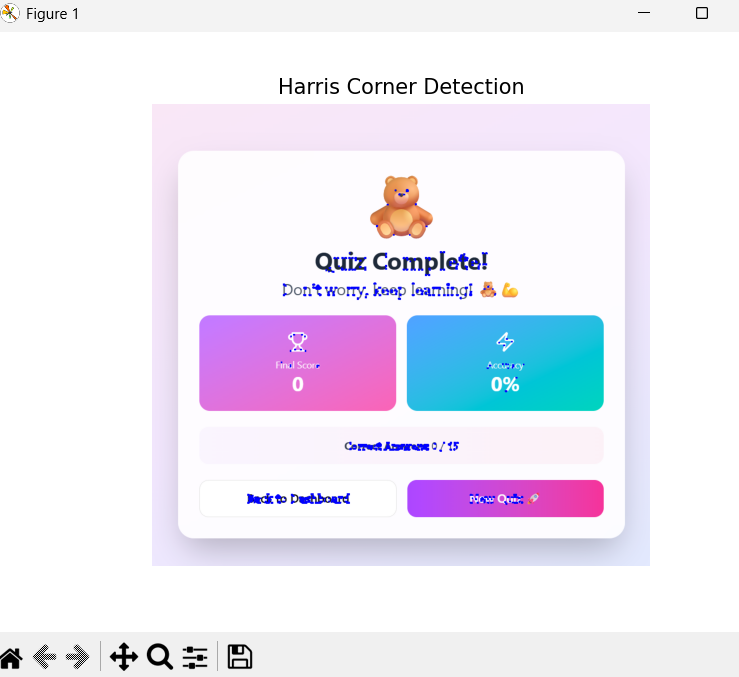 Figure 1
Harris Corner Detection
Quiz Complete!
Don't worry, keep learning!
Final Score
0
Accuracy
0%
Correct Answers: 0 / 15
Back to Dashboard
New Quiz